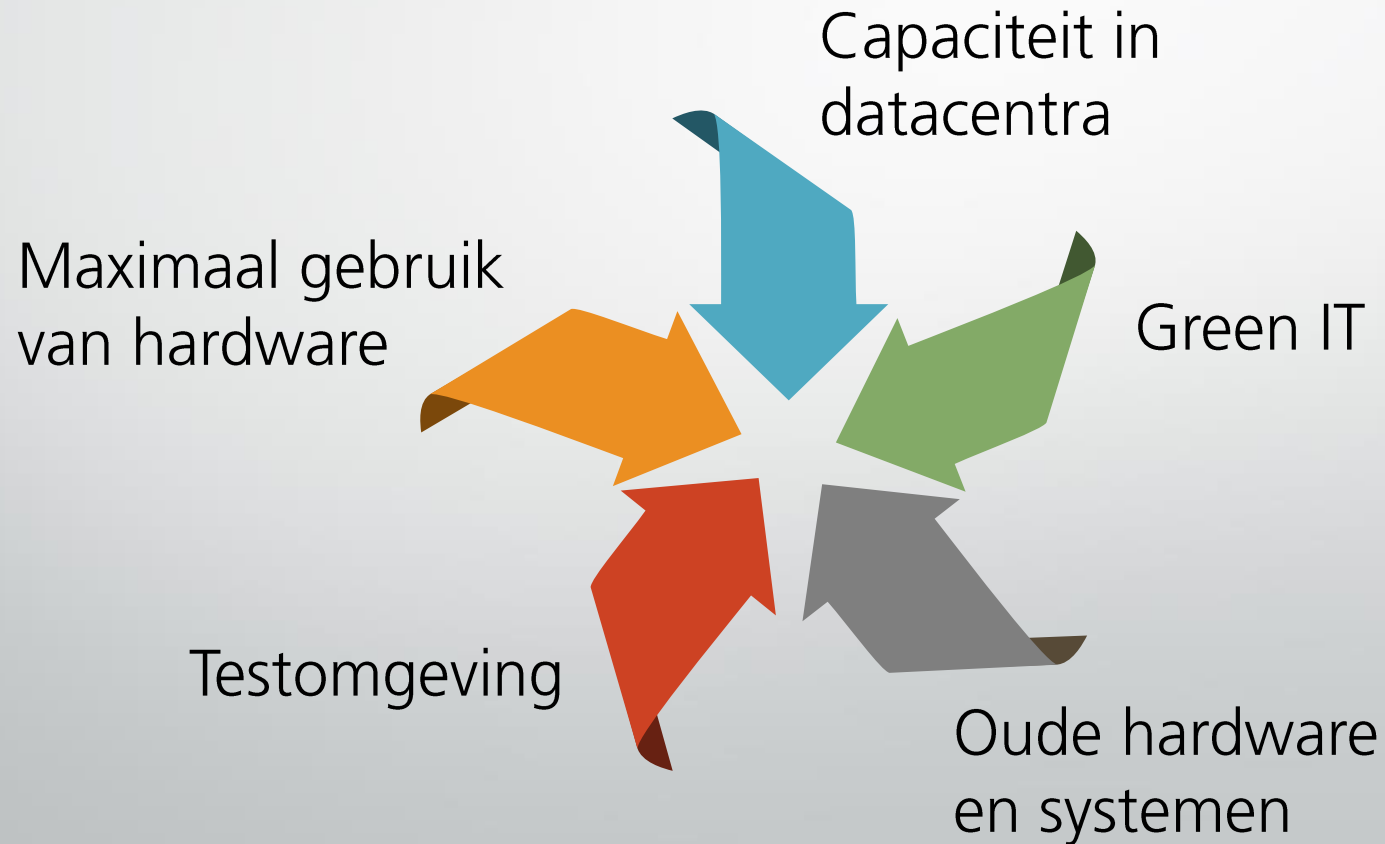 Capaciteit in
datacentra
Maximaal gebruik
van hardware
Green IT
Testomgeving
Oude hardware
en systemen